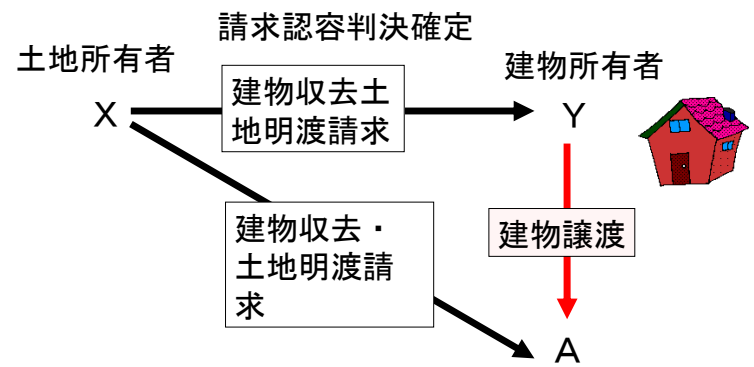 請求認容判決確定
土地所有者
建物所有者
建物収去土
地明渡請求
X
Y
建物収去・
土地明渡請
求
建物譲渡
A